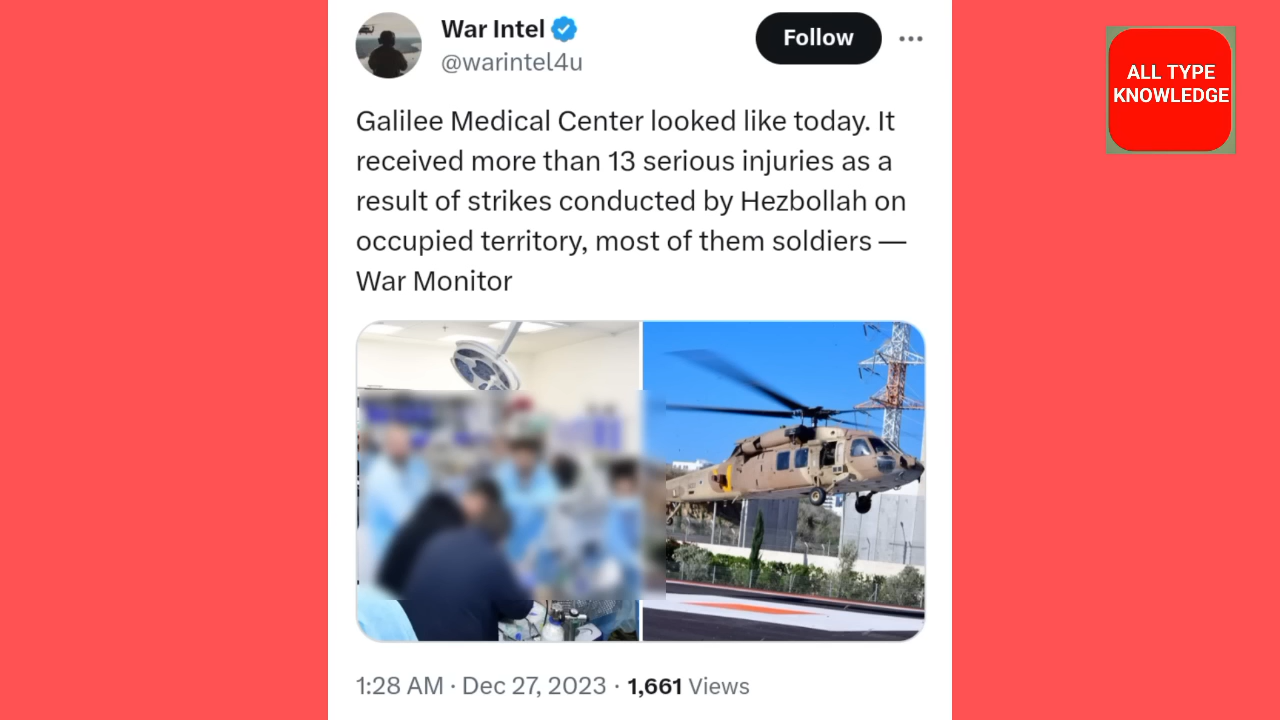 War Intel
@warintel4u
Follow
ALL TYPE
KNOWLEDGE
Galilee Medical Center looked like today. It
received more than 13 serious injuries as a
result of strikes conducted by Hezbollah on
occupied territory, most of them soldiers —
War Monitor
1:28 AM · Dec 27, 2023 · 1,661 Views